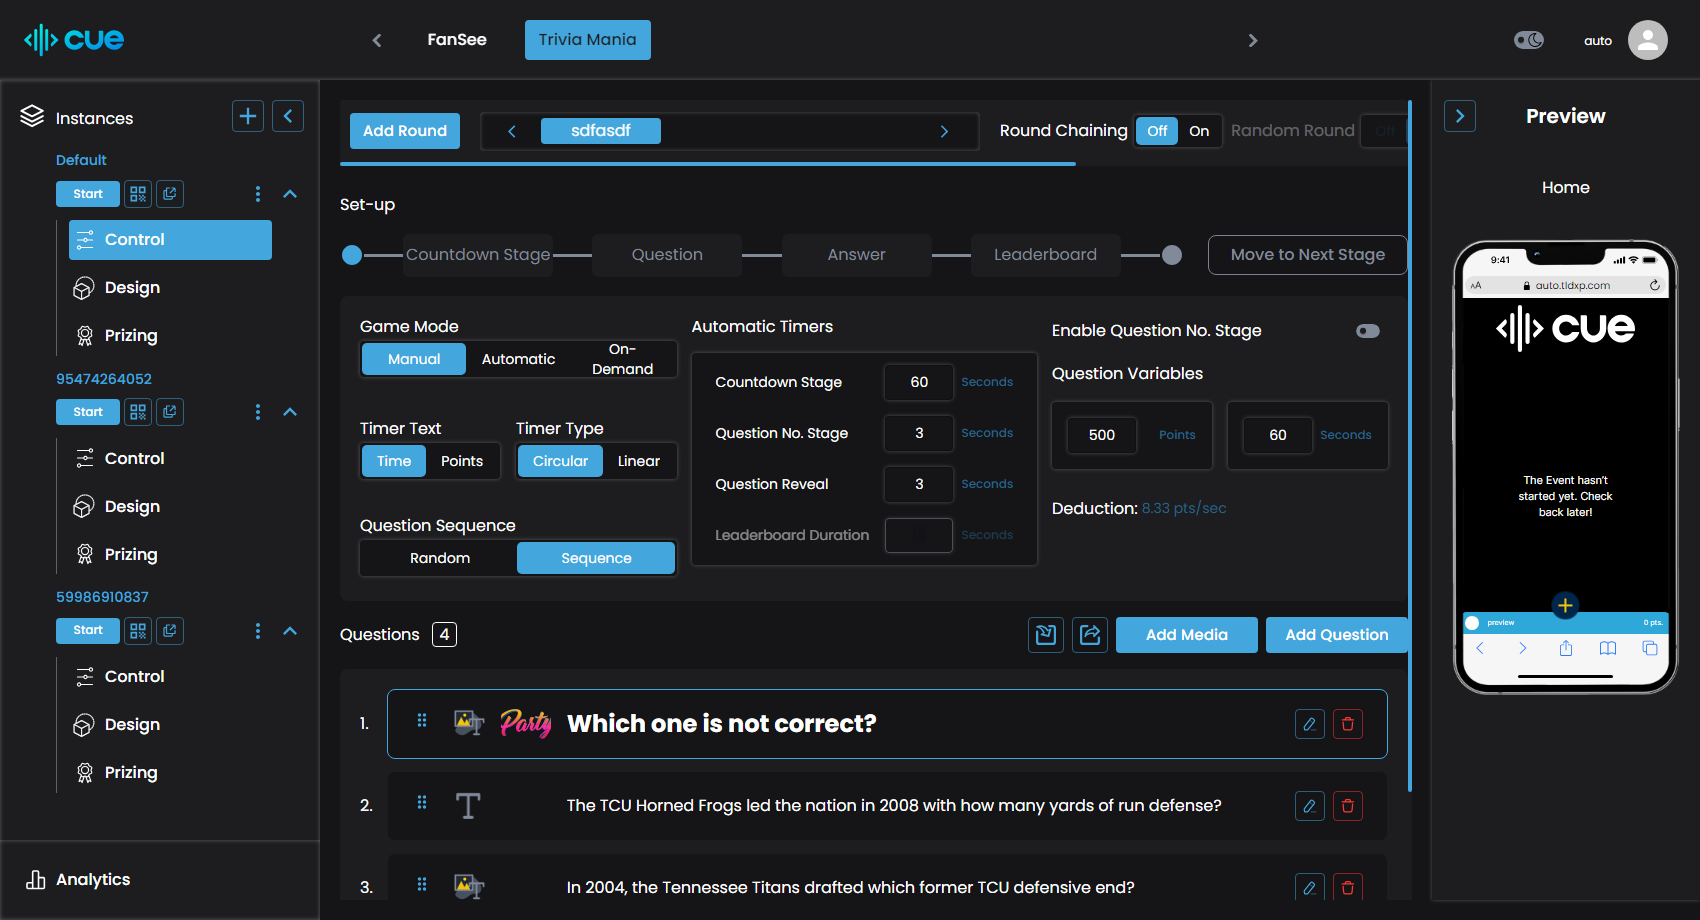 cue
FanSee
Trivia Mania
auto
Instances
Default
Start
Control
Design
Prizing
95474264052
Start
Control
Design
Prizing
59986910837
Start
Control
Design
Prizing
Analytics
Add Round
sdfasdf
Round Chaining
Off
On
Random Round
Off
Set-up
Countdown Stage
Question
Answer
Leaderboard
Move to Next Stage
Game Mode
Manual
Automatic
On-
Demand
Timer Text
Time
Points
Timer Type
Circular
Linear
Question Sequence
Random
Sequence
Automatic Timers
Countdown Stage
60
Seconds
Question No. Stage
3
Seconds
Question Reveal
3
Seconds
Leaderboard Duration
Seconds
Enable Question No. Stage
Question Variables
500
Points
60
Seconds
Deduction: 8.33 pts/sec
Questions
4
Add Media
Add Question
1.
Party
Which one is not correct?
2.
The TCU Horned Frogs led the nation in 2008 with how many yards of run defense?
3.
In 2004, the Tennessee Titans drafted which former TCU defensive end?
Preview
Home
9:41
AA
auto.tldxp.com
cue
The Event hasn't
started yet. Check
back later!
preview
0 pts.